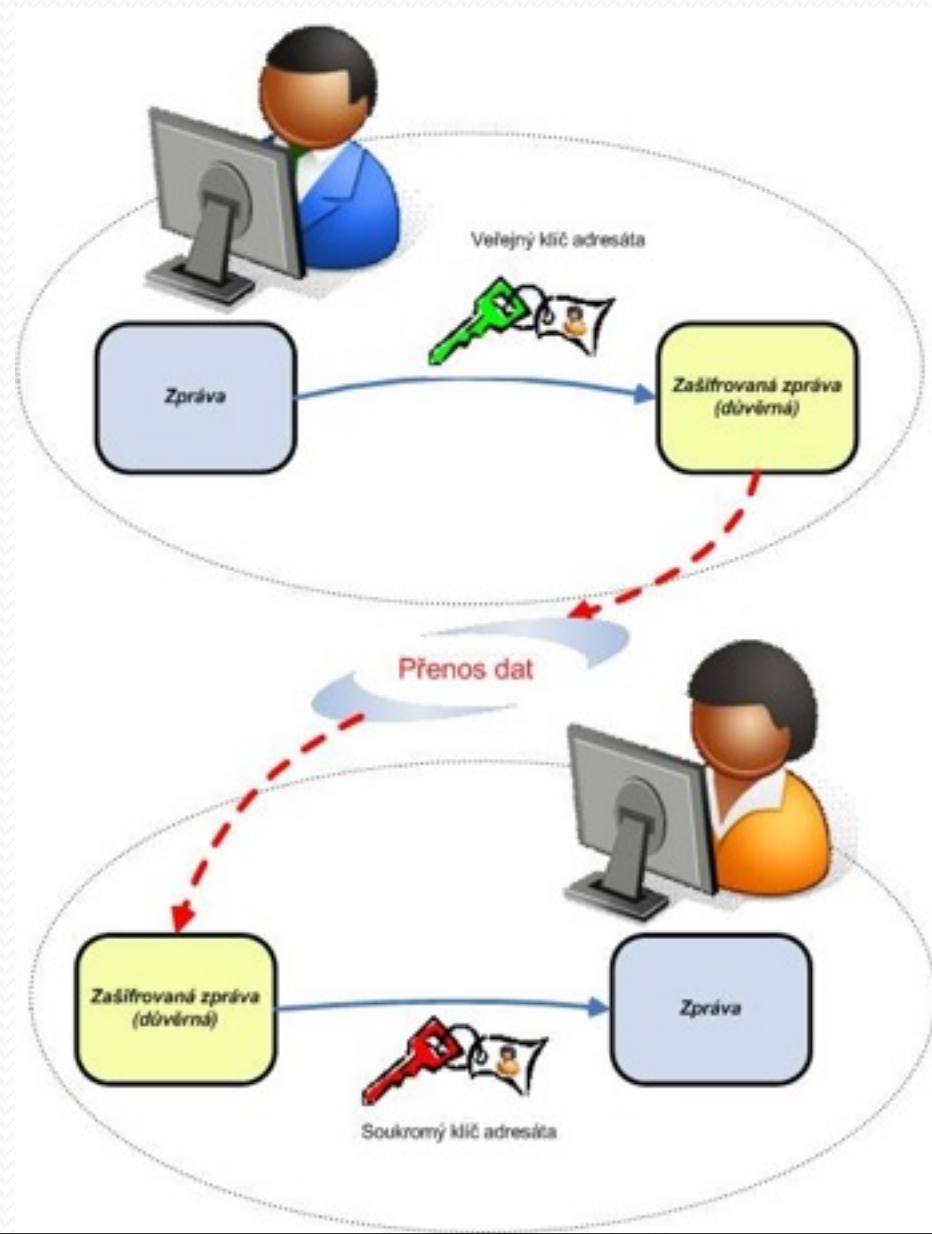 Veřejný klíč adresáta
Zpráva
Zašifrovaná zpráva
(důvěrná)
Přenos dat
Zašifrovaná zpráva
(důvěrná)
Zpráva
Soukromý klíč adresáta